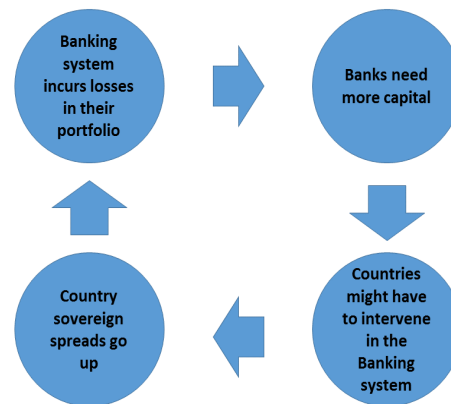 Banking
system
incurs losses
in their
portfolio
Banks need
more capital
Countries
might have
to intervene
in the
Banking
system
Country
sovereign
spreads go
up